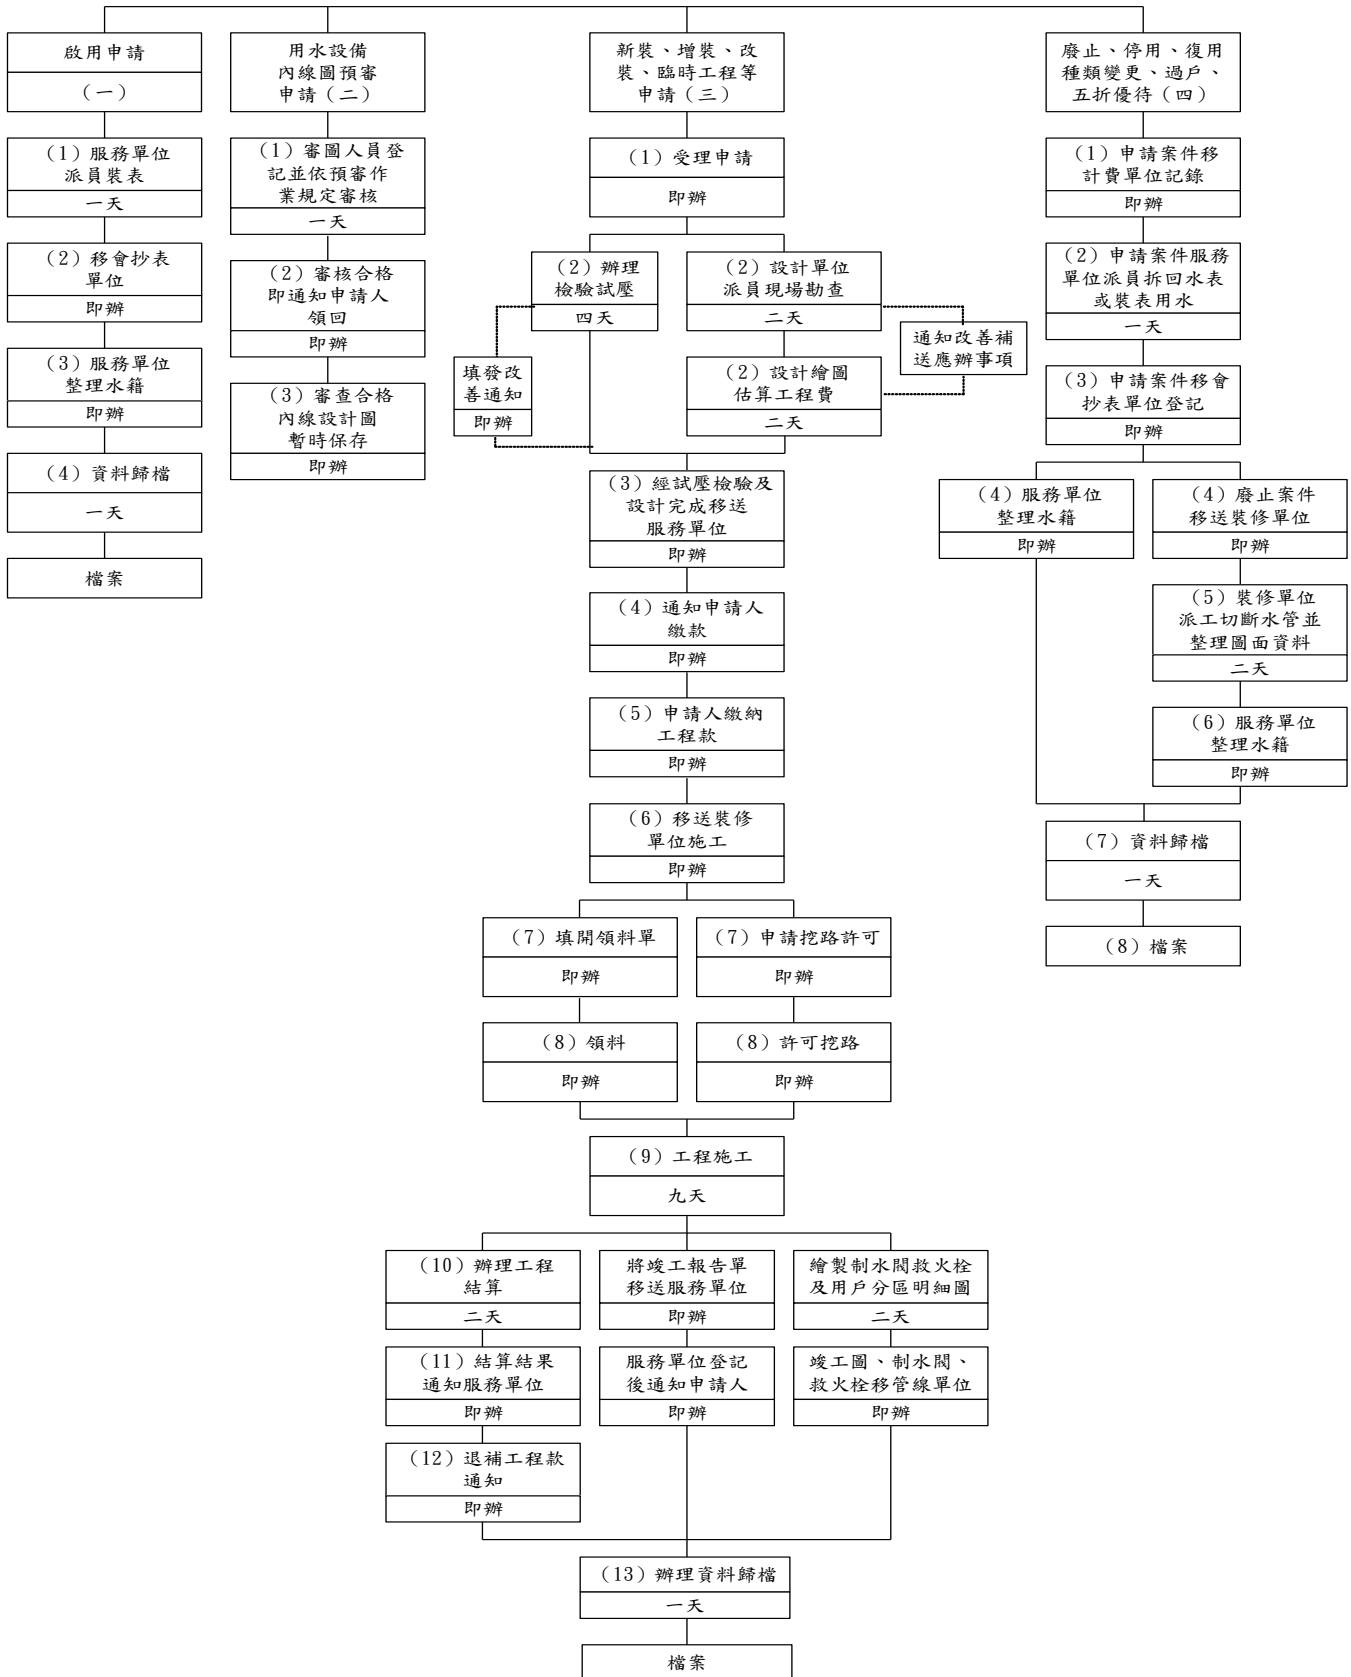 啟用申請
(一)
(1)服務單位
派員裝表
一天
(2)移會抄表
單位
即辦
(3)服務單位
整理水籍
即辦
(4)資料歸檔
一天
檔案
用水設備
內線圖預審
申請(二)
(1)審圖人員登
記並依預審作
業規定審核
一天
(2)審核合格
即通知申請人
領回
即辦
(3)審查合格
內線設計圖
暫時保存
即辦
新裝、增裝、改
裝、臨時工程等
申請(三)
(1)受理申請
即辦
(2)辦理
檢驗試壓
四天
填發改
善通知
即辦
(2)設計單位
派員現場勘查
二天
通知改善補
送應辦事項
(2)設計繪圖
估算工程費
二天
(3)經試壓檢驗及
設計完成移送
服務單位
即辦
(4)通知申請人
繳款
即辦
(5)申請人繳納
工程款
即辦
(6)移送裝修
單位施工
即辦
(7)填開領料單
即辦
(8)領料
即辦
(7)申請挖路許可
即辦
(8)許可挖路
即辦
(9)工程施工
九天
(10)辦理工程
結算
二天
(11)結算結果
通知服務單位
即辦
(12)退補工程款
通知
即辦
將竣工報告單
移送服務單位
即辦
服務單位登記
後通知申請人
即辦
繪製制水閥救火栓
及用戶分區明細圖
二天
竣工圖、制水閥、
救火栓移管線單位
即辦
(13)辦理資料歸檔
一天
檔案
廢止、停用、復用
種類變更、過戶、
五折優待(四)
(1)申請案件移
計費單位記錄
即辦
(2)申請案件服務
單位派員拆回水表
或裝表用水
一天
(3)申請案件移會
抄表單位登記
即辦
(4)服務單位
整理水籍
即辦
(4)廢止案件
移送裝修單位
即辦
(5)裝修單位
派工切斷水管並
整理圖面資料
二天
(6)服務單位
整理水籍
即辦
(7)資料歸檔
一天
(8)檔案